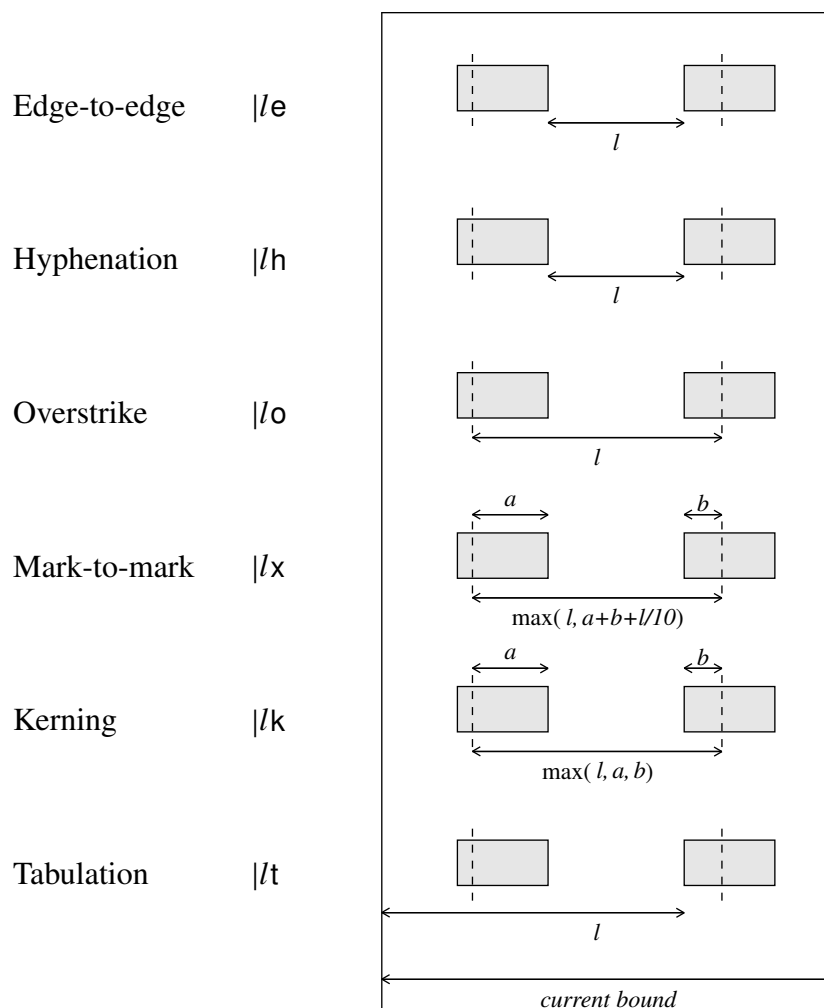 Edge-to-edge |le
l
Hyphenation |lh
l
Overstrike |lo
l
a b
Mark-to-mark |lx
max( l, a+b+l/10)
a b
Kerning |lk
max( l, a, b)
Tabulation |lt
l
current bound